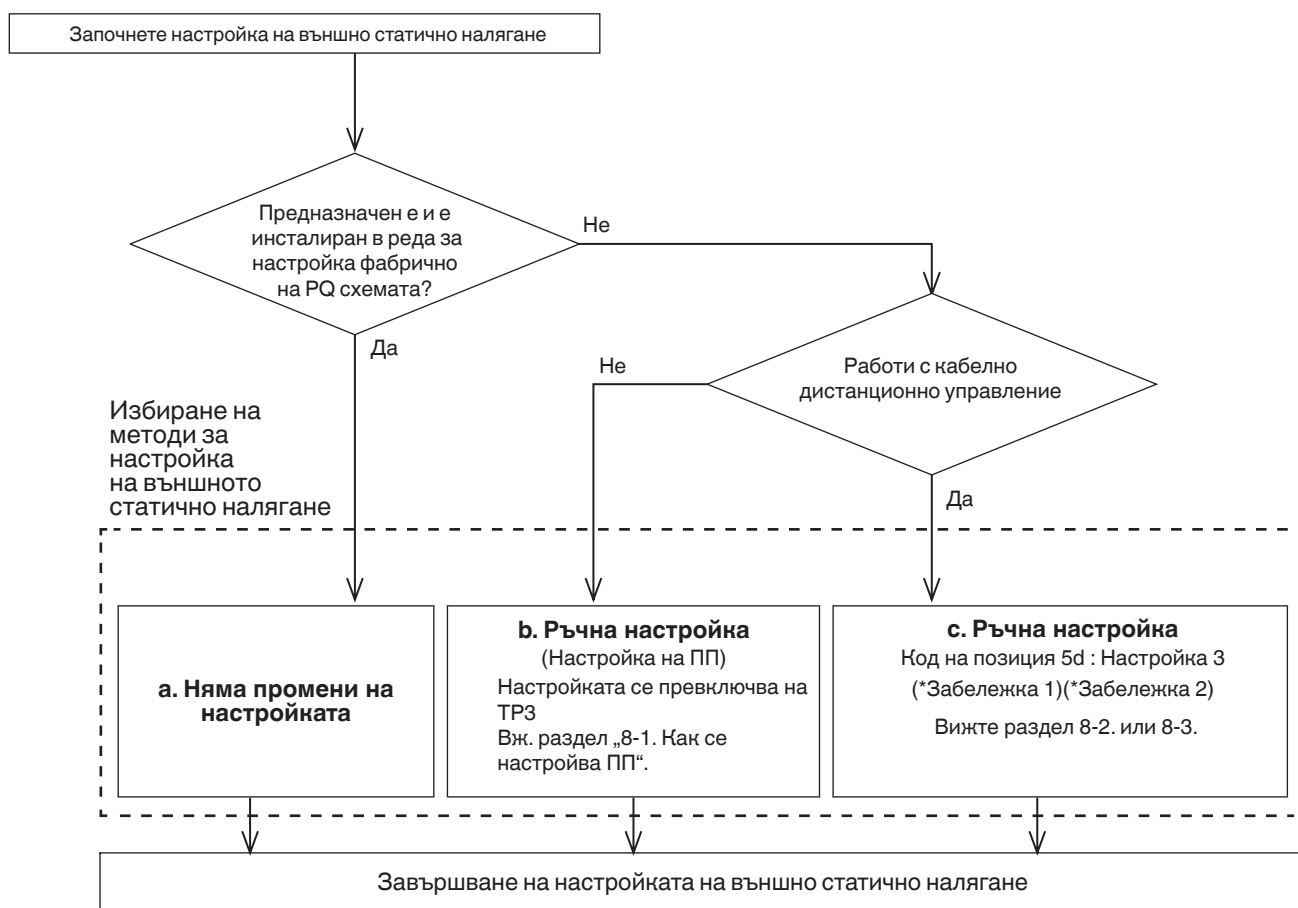 Започнете настройка на външно статично налягане
Предназначен е и е
инсталиран в реда за
настройка фабрично
на PQ схемата?
Не
Да
Работи с кабелно
дистанционно управление
Не
Да
Избиране на
методи за
настройка
на външното
статично налягане
a. Няма промени на
настройката
b. Ръчна настройка
(Настройка на ПП)
Настройката се превключва на
TP3
Вж. раздел „8-1. Как се
настройва ПП“.
c. Ръчна настройка
Код на позиция 5d : Настройка 3
(*Забележка 1)(*Забележка 2)
Вижте раздел 8-2. или 8-3.
Завършване на настройката на външно статично налягане